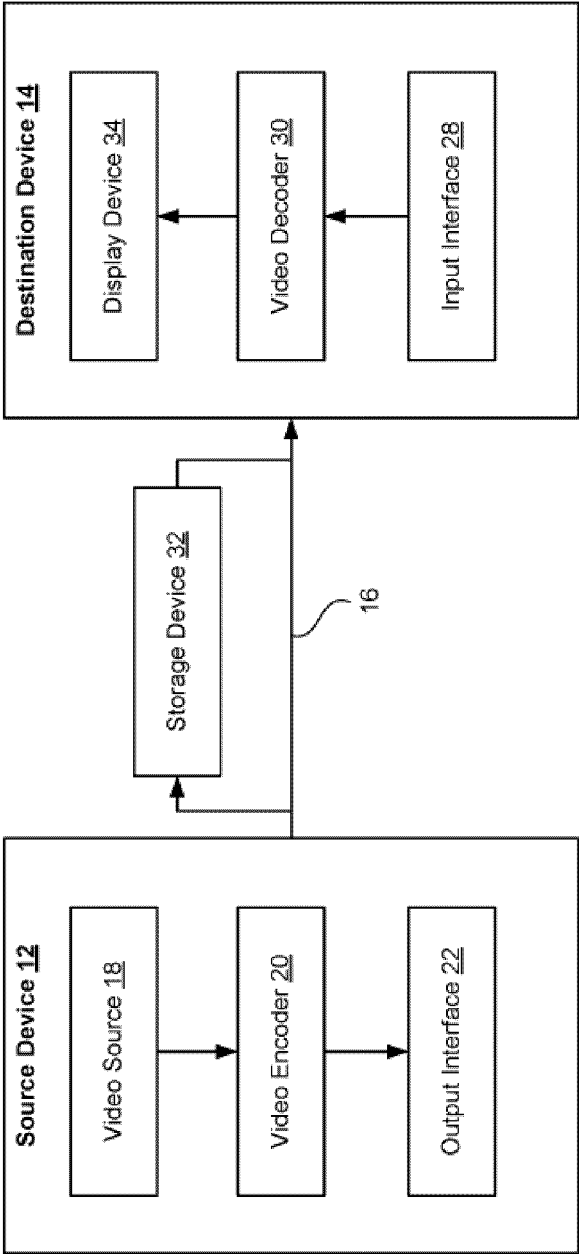 Source Device 12
Video Source 18
Video Encoder 20
Output Interface 22
Storage Device 32
16
Destination Device 14
Display Device 34
Video Decoder 30
Input Interface 28